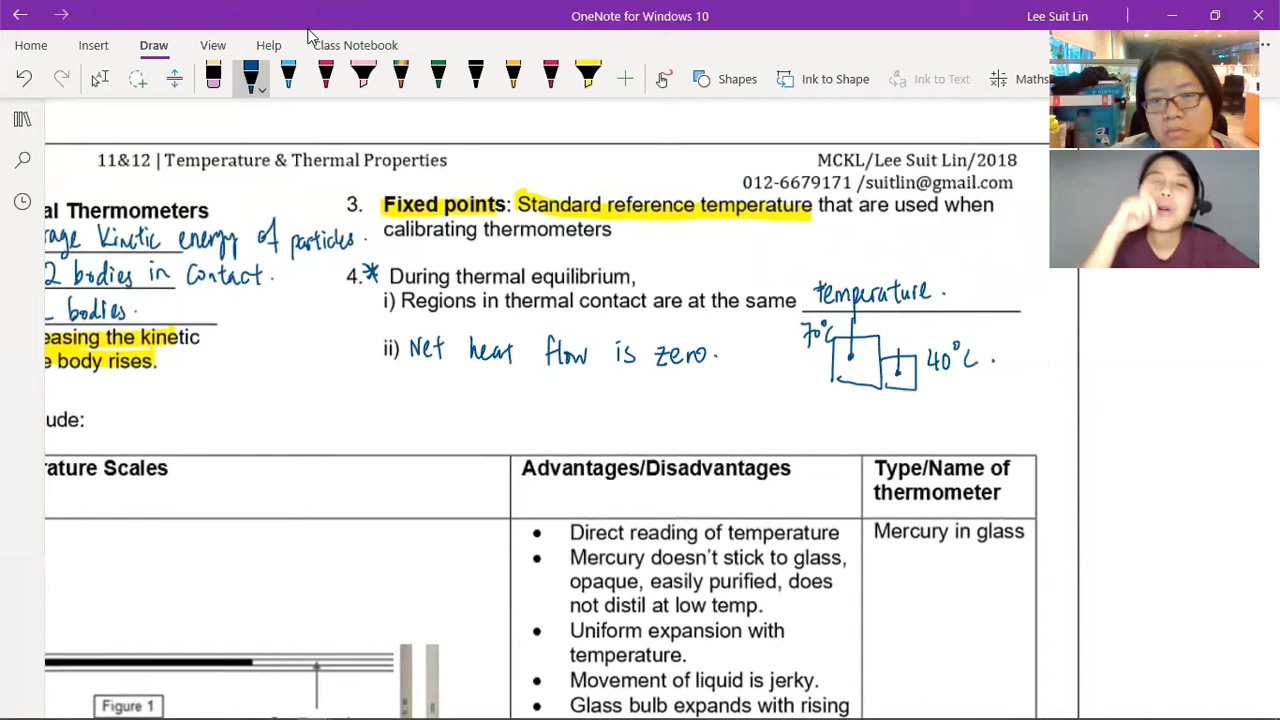 OneNote for Windows 10
Lee Suit Lin
Home Insert Draw View Help Class Notebook
Shapes Ink to Shape Ink to Text Maths
11&12 | Temperature & Thermal Properties
MCKL/Lee Suit Lin/2018
012-6679171 /suitlin@gmail.com
al Thermometers
rage kinetic energy of particles.
2 bodies in contact.
bodies.
easing the kinetic
e body rises.
ude:
3. Fixed points: Standard reference temperature that are used when
calibrating thermometers
4.* During thermal equilibrium,
i) Regions in thermal contact are at the same temperature.
ii) Net heat flow is zero.
70°C
40°C
ature Scales
Advantages/Disadvantages
Type/Name of
thermometer
• Direct reading of temperature
• Mercury doesn't stick to glass,
opaque, easily purified, does
not distil at low temp.
• Uniform expansion with
temperature.
• Movement of liquid is jerky.
• Glass bulb expands with rising
Mercury in glass
Figure 1